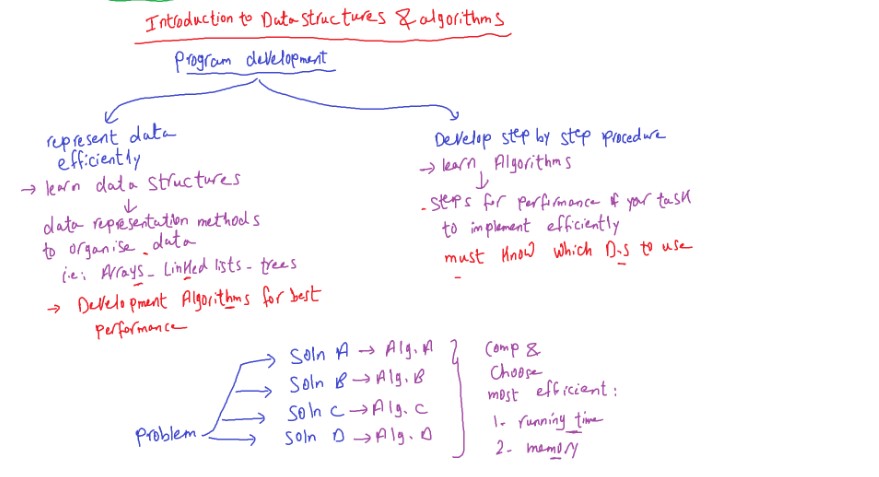 Introduction to Data structures & algorithms
Program development
represent data
efficiently
→ learn data structures
data representation methods
to organise data
i.e: Arrays - Linked lists - trees
→ Development Algorithms for best
performance
Develop step by step procedure
→ learn Algorithms
- steps for performance of your task
to implement efficiently
must know which D.s to use
Problem
Soln A → Alg. A
Soln B → Alg. B
Soln C → Alg. C
Soln D → Alg. D
Comp &
Choose
most efficient:
1- running time
2- memory